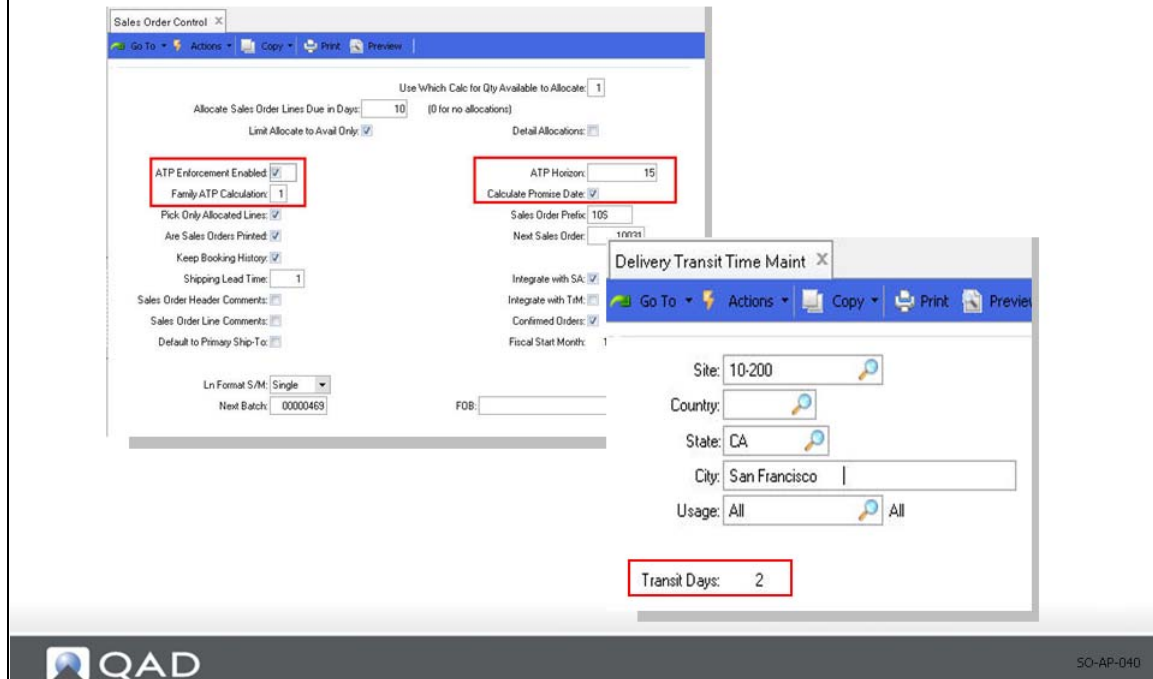 Sales Order Control X
Go To Actions Copy Print Preview
Use Which Calc for Qty Available to Allocate: 1
Allocate Sales Order Lines Due in Days: 10 (0 for no allocations)
Limit Allocate to Avail Only: Detail Allocations:
ATP Enforcement Enabled: ATP Horizon: 15
Family ATP Calculation: 1 Calculate Promise Date:
Pick Only Allocated Lines: Sales Order Prefix: 10S
Are Sales Orders Printed: Next Sales Order: 10031
Keep Booking History:
Shipping Lead Time: 1 Integrate with SA:
Sales Order Header Comments: Integrate with TrM:
Sales Order Line Comments: Confirmed Orders:
Default to Primary Ship-To: Fiscal Start Month: 1
Ln Format S/M: Single
Next Batch: 00000469 FOB:
Delivery Transit Time Maint X
Go To Actions Copy Print Preview
Site: 10-200
Country:
State: CA
City: San Francisco
Usage: All All
Transit Days: 2
QAD
SO-AP-040